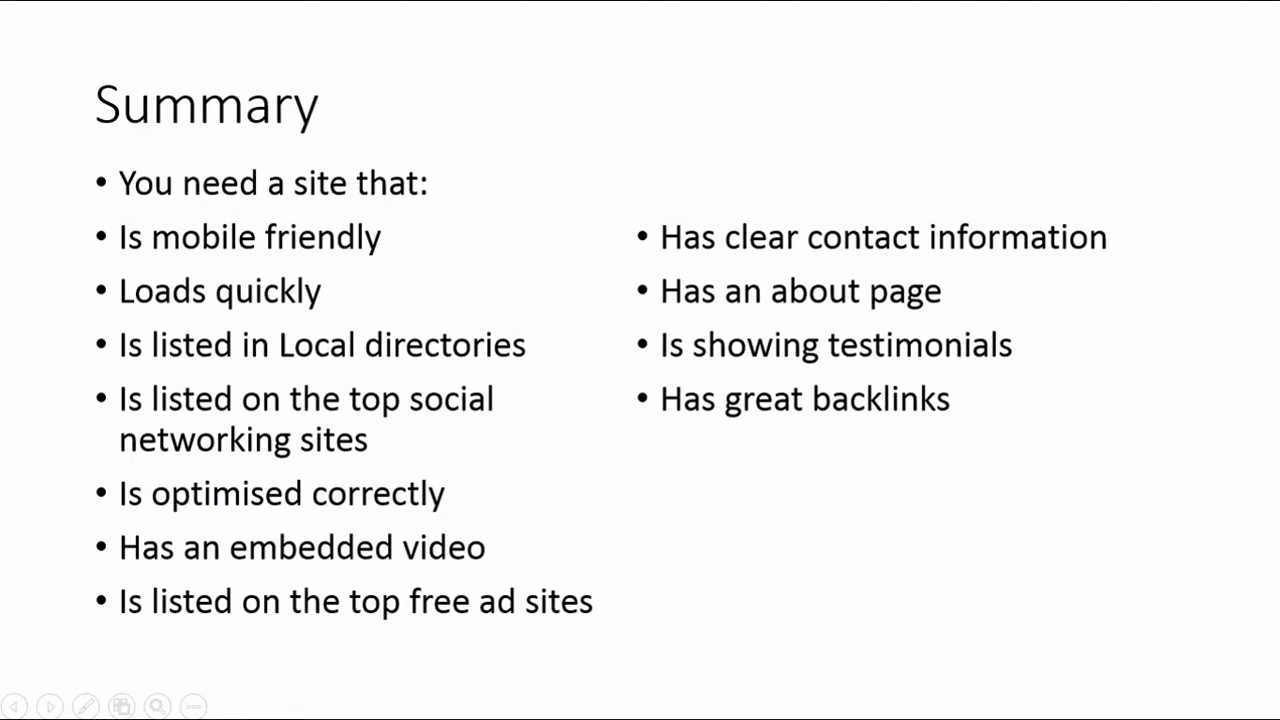 Summary
• You need a site that:
• Is mobile friendly
• Loads quickly
• Is listed in Local directories
• Is listed on the top social
networking sites
• Is optimised correctly
• Has an embedded video
• Is listed on the top free ad sites
• Has clear contact information
• Has an about page
• Is showing testimonials
• Has great backlinks